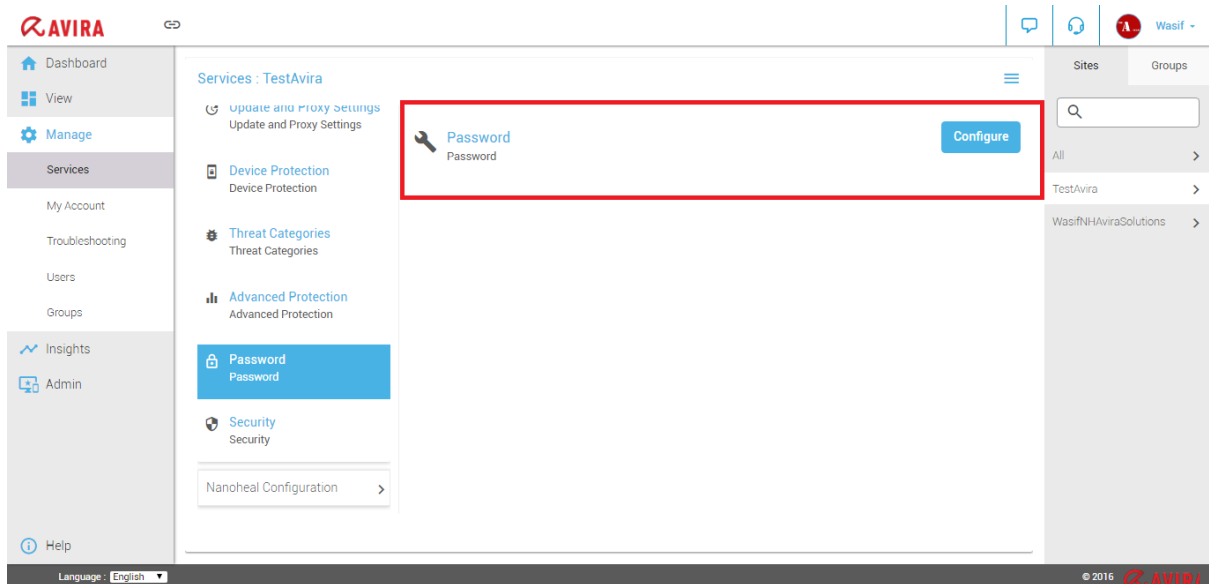 AVIRA
Wasif
Dashboard
View
Manage
Services
My Account
Troubleshooting
Users
Groups
Insights
Admin
Help
Services : TestAvira
Update and Proxy Settings
Update and Proxy Settings
Device Protection
Device Protection
Threat Categories
Threat Categories
Advanced Protection
Advanced Protection
Password
Password
Security
Security
Nanoheal Configuration
Password
Password
Configure
Sites
Groups
All
TestAvira
WasifNHAviraSolutions
Language : English
© 2016 AVIRA